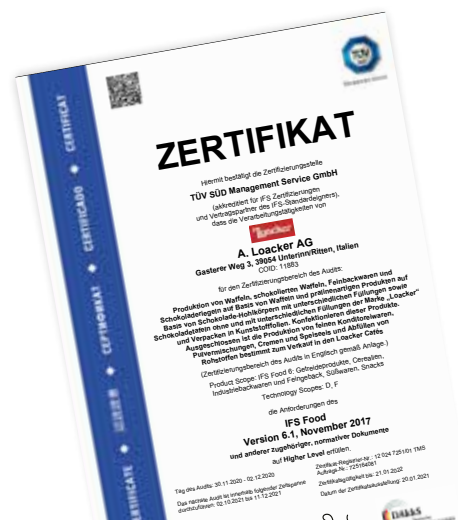 ZERTIFIKAT
Hiermit bestätigt die Zertifizierungsstelle
TÜV SÜD Management Service GmbH
(akkreditiert für IFS Zertifizierungen
und Vertragspartner des IFS-Standardeigners),
dass die Verarbeitungstätigkeiten von
Loacker
A. Loacker AG
Gasterer Weg 3, 39054 Unterinn/Ritten, Italien
COID: 11883
für den Zertifizierungsbereich des Audits:
Produktion von Waffeln, schokolierten Waffeln, Feinbackwaren und
Schokoladeriegeln auf Basis von Waffeln und pralinenartigen Produkten auf
Basis von Schokolade-Hohlkörpern mit unterschiedlichen Füllungen sowie
Schokoladetafeln ohne und mit unterschiedlichen Füllungen der Marke „Loacker"
und Verpacken in Kunststofffolien. Konfektionieren dieser Produkte.
Ausgeschlossen ist die Produktion von feinen Konditoreiwaren,
Pulvermischungen, Cremen und Speiseeis und Abfüllen von
Rohstoffen bestimmt zum Verkauf in den Loacker Cafés
(Zertifizierungsbereich des Audits in Englisch gemäß Anlage.)
Product Scope: IFS Food 6: Getreideprodukte, Cerealien,
Industriebackwaren und Feingebäck, Süßwaren, Snacks
Technology Scopes: D, F
die Anforderungen des
IFS Food
Version 6.1, November 2017
und anderer zugehöriger, normativer Dokumente
auf Higher Level erfüllen.
Tag des Audits: 30.11.2020 - 02.12.2020
Das nächste Audit ist innerhalb folgender Zeitspanne
durchzuführen: 02.10.2021 bis 11.12.2021
Zertifikat-Register-Nr.: 12 024 7251/01 TMS
Auftrags-Nr.: 725164081
Zertifikatsgültigkeit bis: 21.01.2022
Datum der Zertifikatsausstellung: 20.01.2021
DAkkS
CERTIFICATE ◆ ◆ СЕРТИФИКАТ ◆ CERTIFICADO ◆ CERTIFICAT